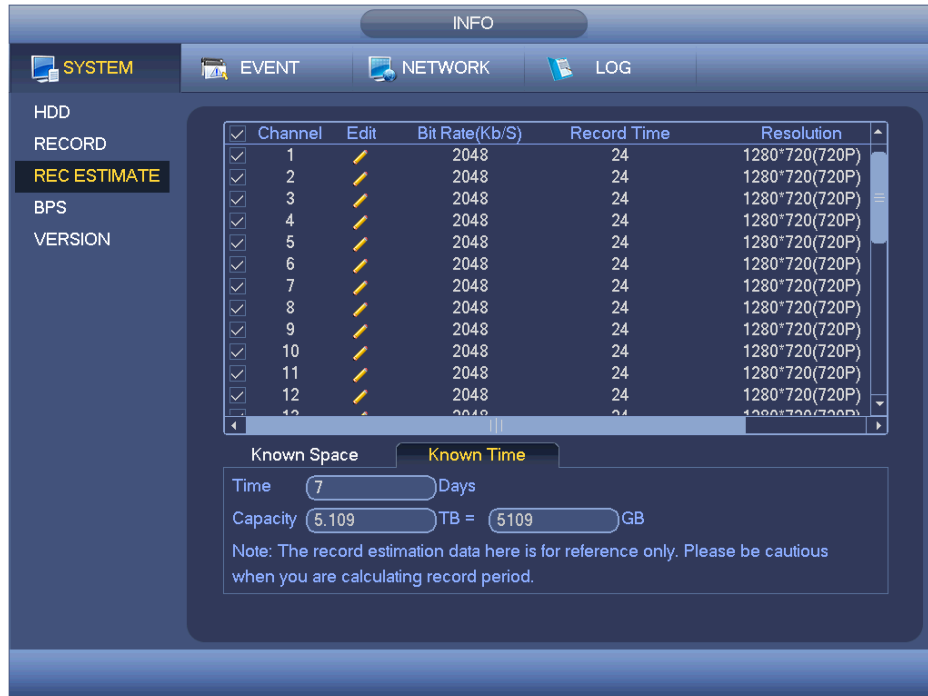 INFO
SYSTEM EVENT NETWORK LOG
HDD
RECORD
REC ESTIMATE
BPS
VERSION
Channel Edit Bit Rate(Kb/S) Record Time Resolution
1 2048 24 1280*720(720P)
2 2048 24 1280*720(720P)
3 2048 24 1280*720(720P)
4 2048 24 1280*720(720P)
5 2048 24 1280*720(720P)
6 2048 24 1280*720(720P)
7 2048 24 1280*720(720P)
8 2048 24 1280*720(720P)
9 2048 24 1280*720(720P)
10 2048 24 1280*720(720P)
11 2048 24 1280*720(720P)
12 2048 24 1280*720(720P)
13 2048 24 1280*720(720P)
Known Space Known Time
Time 7 Days
Capacity 5.109 TB = 5109 GB
Note: The record estimation data here is for reference only. Please be cautious
when you are calculating record period.